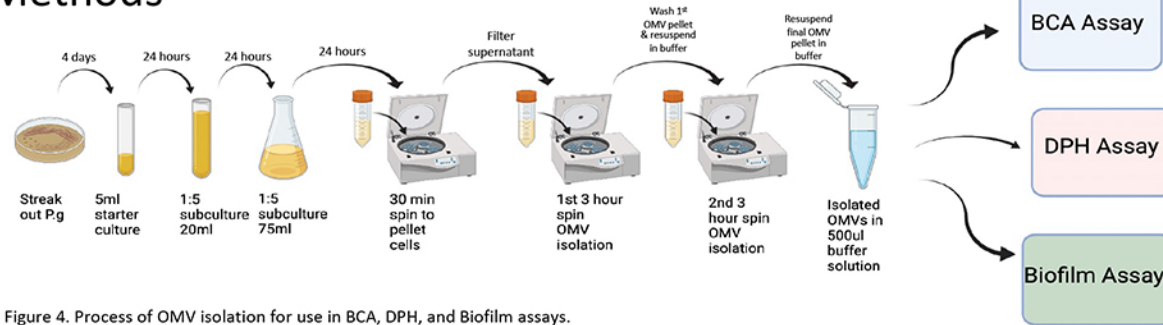 Methods
4 days
24 hours
24 hours
24 hours
Filter
supernatant
Wash 1st
OMV pellet
& resuspend
in buffer
Resuspend
final OMV
pellet in
buffer
Streak
out P.g
5ml
starter
culture
1:5
subculture
20ml
1:5
subculture
75ml
30 min
spin to
pellet
cells
1st 3 hour
spin
OMV
isolation
2nd 3
hour spin
OMV
isolation
Isolated
OMVs in
500ul
buffer
solution
BCA Assay
DPH Assay
Biofilm Assay
Figure 4. Process of OMV isolation for use in BCA, DPH, and Biofilm assays.